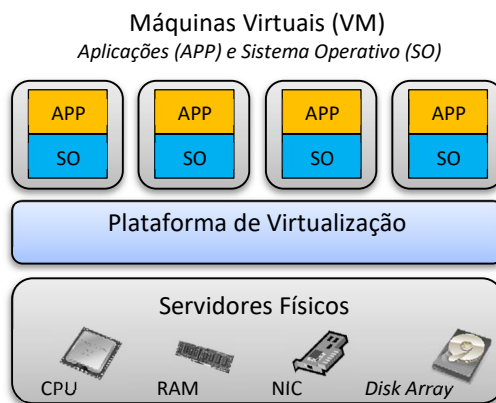 Máquinas Virtuais (VM)
Aplicações (APP) e Sistema Operativo (SO)
APP APP APP APP
SO SO SO SO
Plataforma de Virtualização
Servidores Físicos
CPU RAM NIC Disk Array